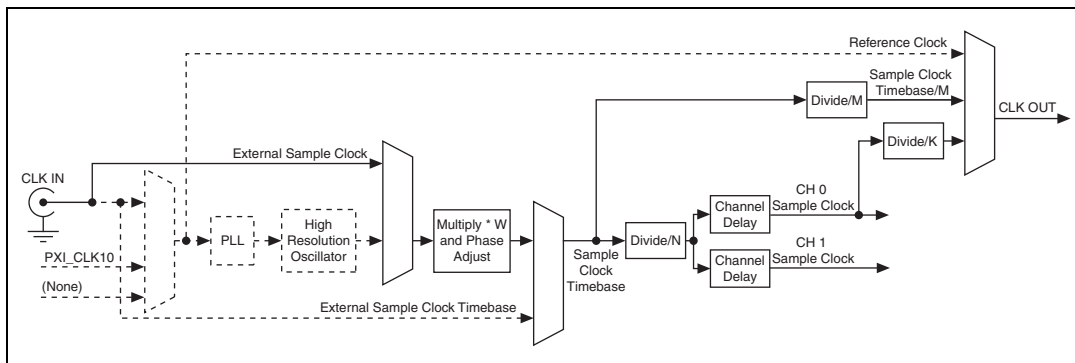 Reference Clock
Sample Clock
Timebase/M
Divide/M
CLK OUT
Divide/K
External Sample Clock
CLK IN
CH 0
Sample Clock
Channel
Delay
PLL
High
Resolution
Oscillator
Multiply * W
and Phase
Adjust
Divide/N
Sample
Clock
Timebase
CH 1
Sample Clock
Channel
Delay
PXI_CLK10
(None)
External Sample Clock Timebase